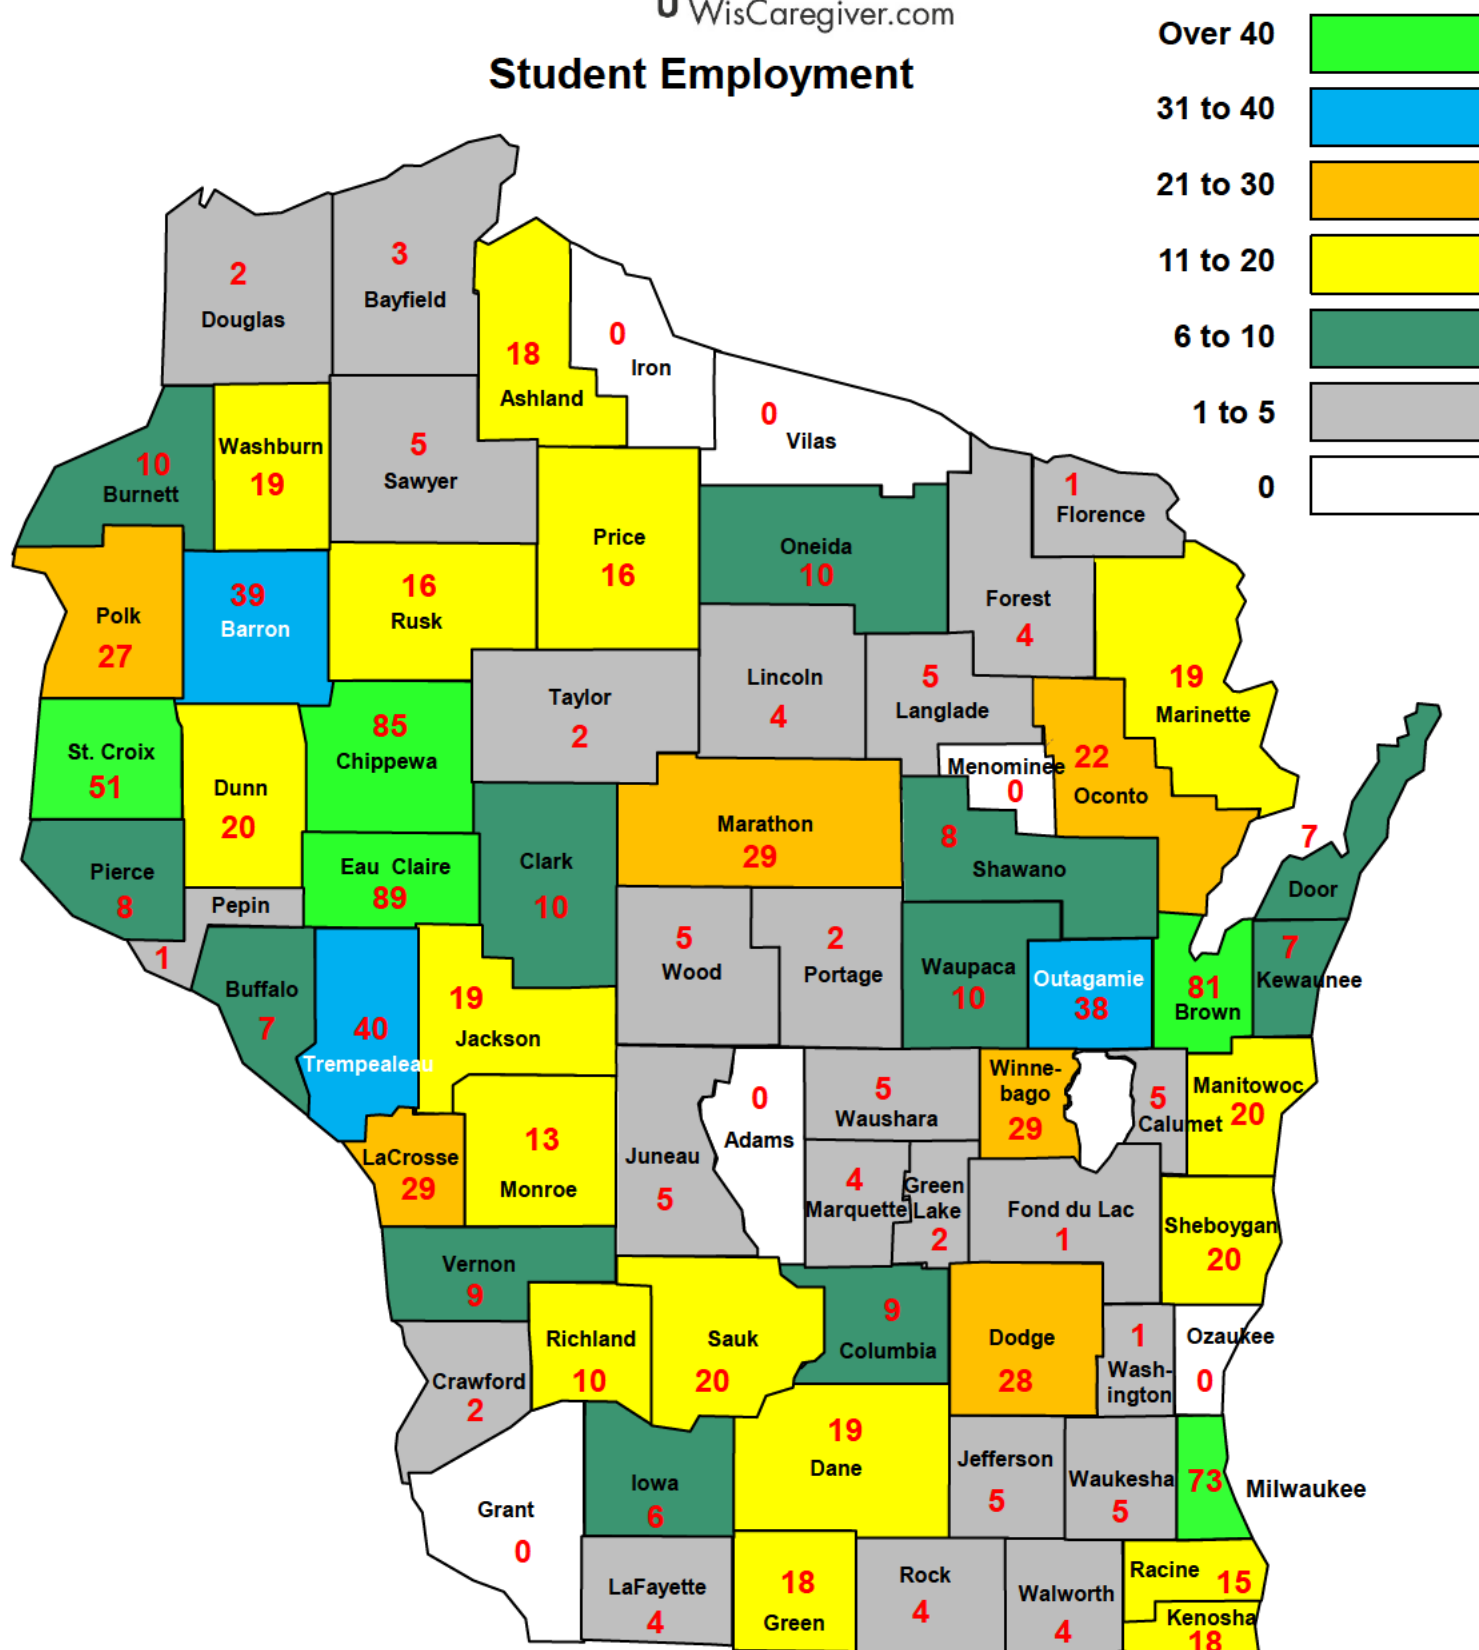 WisCaregiver.com
Student Employment
Over 40
31 to 40
21 to 30
11 to 20
6 to 10
1 to 5
0
2
Douglas
3
Bayfield
18
Ashland
0
Iron
0
Vilas
10
Burnett
Washburn
19
5
Sawyer
Price
16
Oneida
10
1
Florence
Forest
4
Polk
27
39
Barron
16
Rusk
Taylor
2
Lincoln
4
5
Langlade
19
Marinette
St. Croix
51
Dunn
20
85
Chippewa
Menominee
0
22
Oconto
Marathon
29
8
Shawano
7
Door
Pierce
8
Pepin
1
Eau Claire
89
Clark
10
5
Wood
2
Portage
Waupaca
10
Outagamie
38
81
Brown
7
Kewaunee
Buffalo
7
40
Trempealeau
19
Jackson
0
Adams
5
Waushara
Winne-
bago
29
5
Calumet
Manitowoc
20
LaCrosse
29
13
Monroe
Juneau
5
4
Marquette
Green
Lake
2
Fond du Lac
1
Sheboygan
20
Vernon
9
Richland
10
Sauk
20
9
Columbia
Dodge
28
1
Wash-
ington
Ozaukee
0
Crawford
2
Grant
0
Iowa
6
19
Dane
Jefferson
5
Waukesha
5
73
Milwaukee
LaFayette
4
18
Green
Rock
4
Walworth
4
Racine
15
Kenosha
18